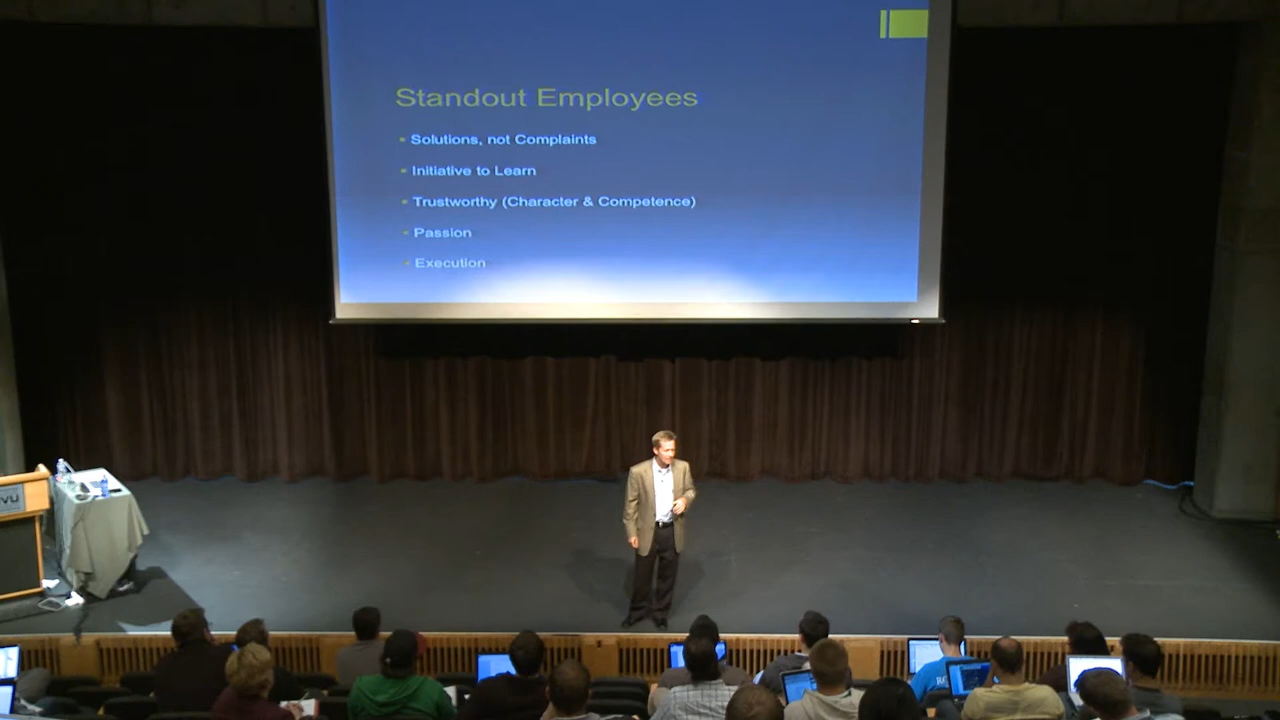 Standout Employees
Solutions, not Complaints
Initiative to Learn
Trustworthy (Character & Competence)
Passion
Execution